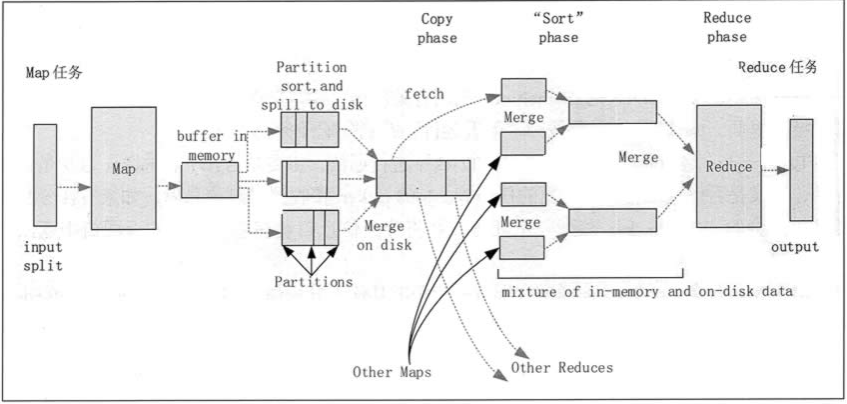 Copy
phase
“Sort”
phase
Reduce
phase
Map 任务
Partition
sort,and
spill to disk
fetch
Reduce 任务
Map
buffer in
memory
Merge
Merge
Reduce
Merge
on disk
Merge
input
split
output
Partitions
mixture of in-memory and on-disk data
Other Maps
Other Reduces